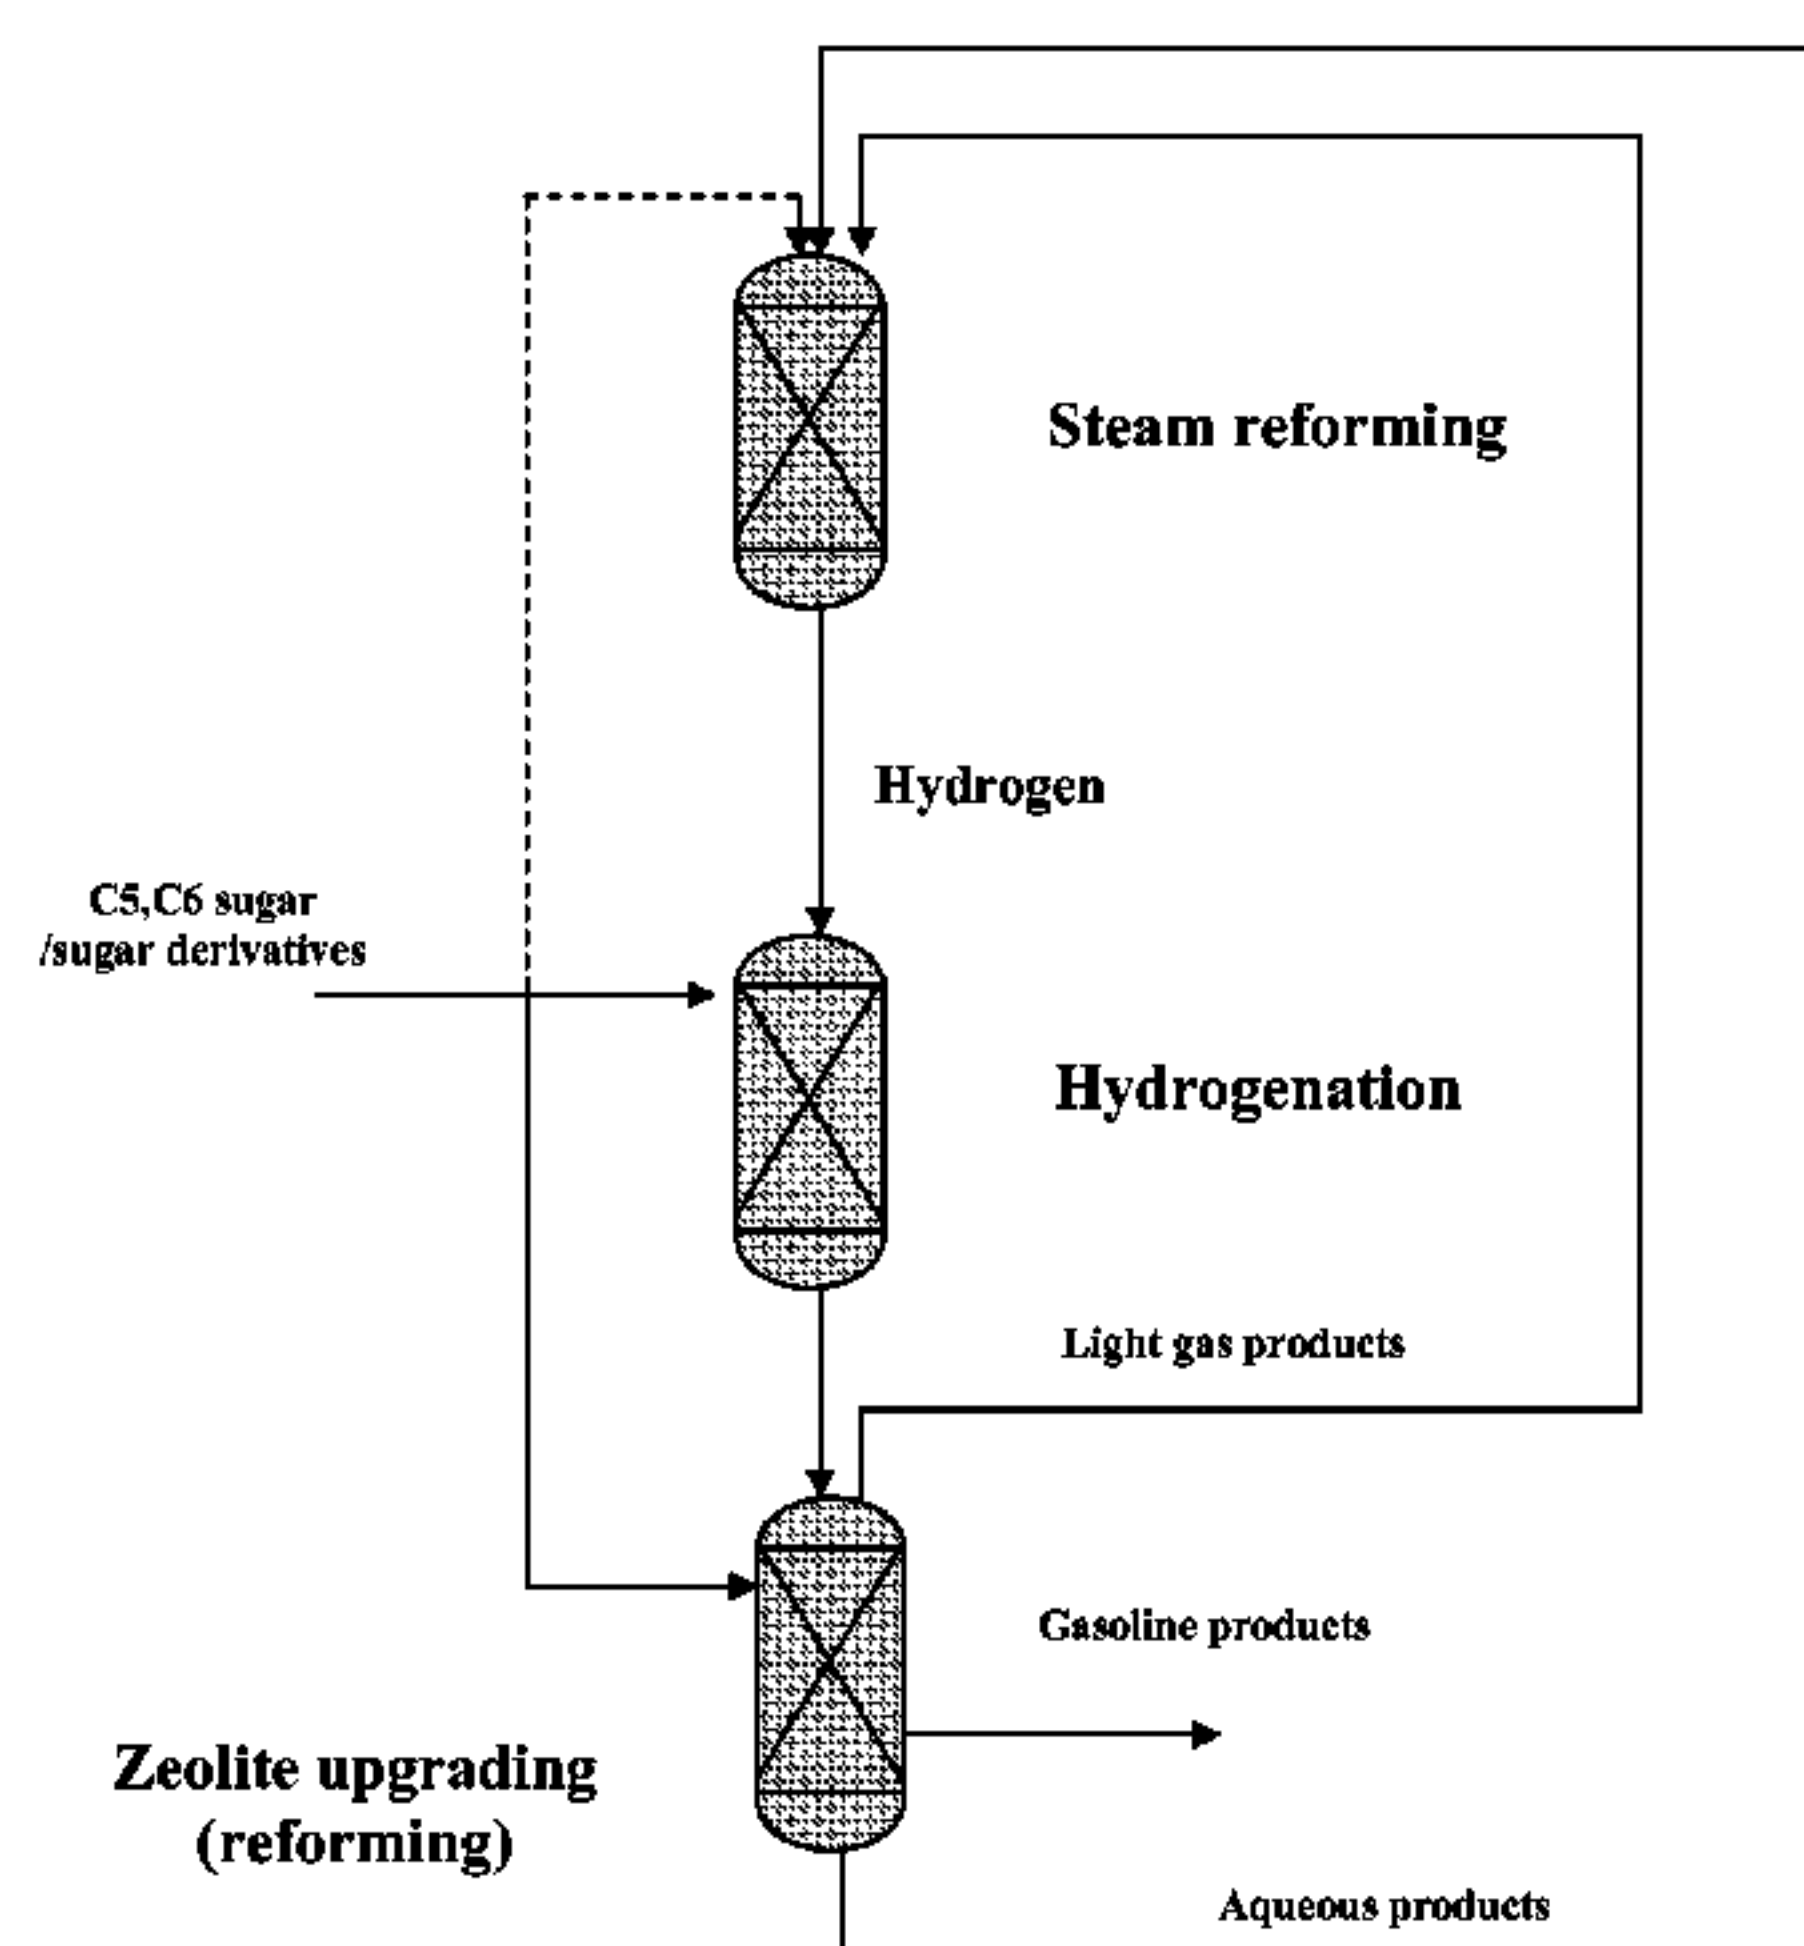 Steam reforming
Hydrogen
C5,C6 sugar
/sugar derivatives
Hydrogenation
Light gas products
Gasoline products
Zeolite upgrading
(reforming)
Aqueous products